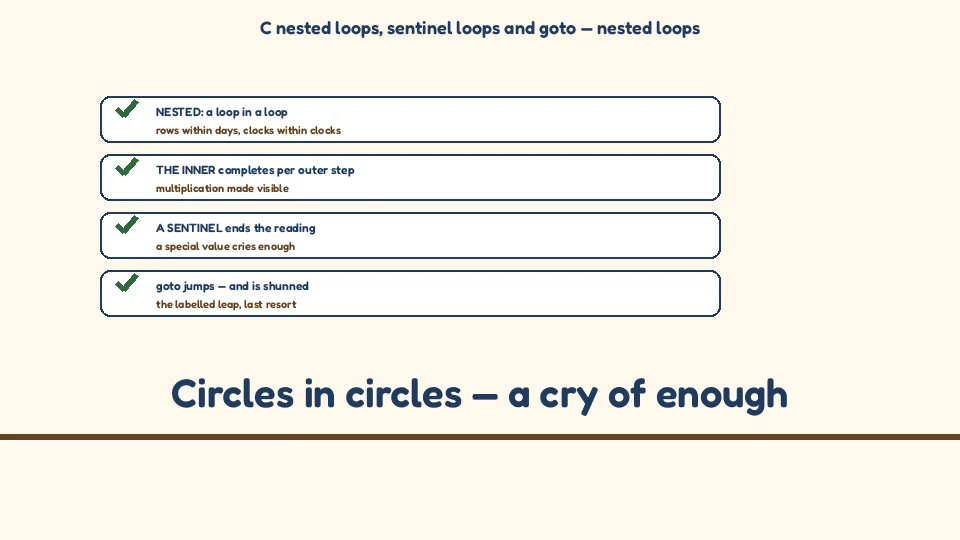 C nested loops, sentinel loops and goto — nested loops
NESTED: a loop in a loop
rows within days, clocks within clocks
THE INNER completes per outer step
multiplication made visible
A SENTINEL ends the reading
a special value cries enough
goto jumps — and is shunned
the labelled leap, last resort
Circles in circles — a cry of enough